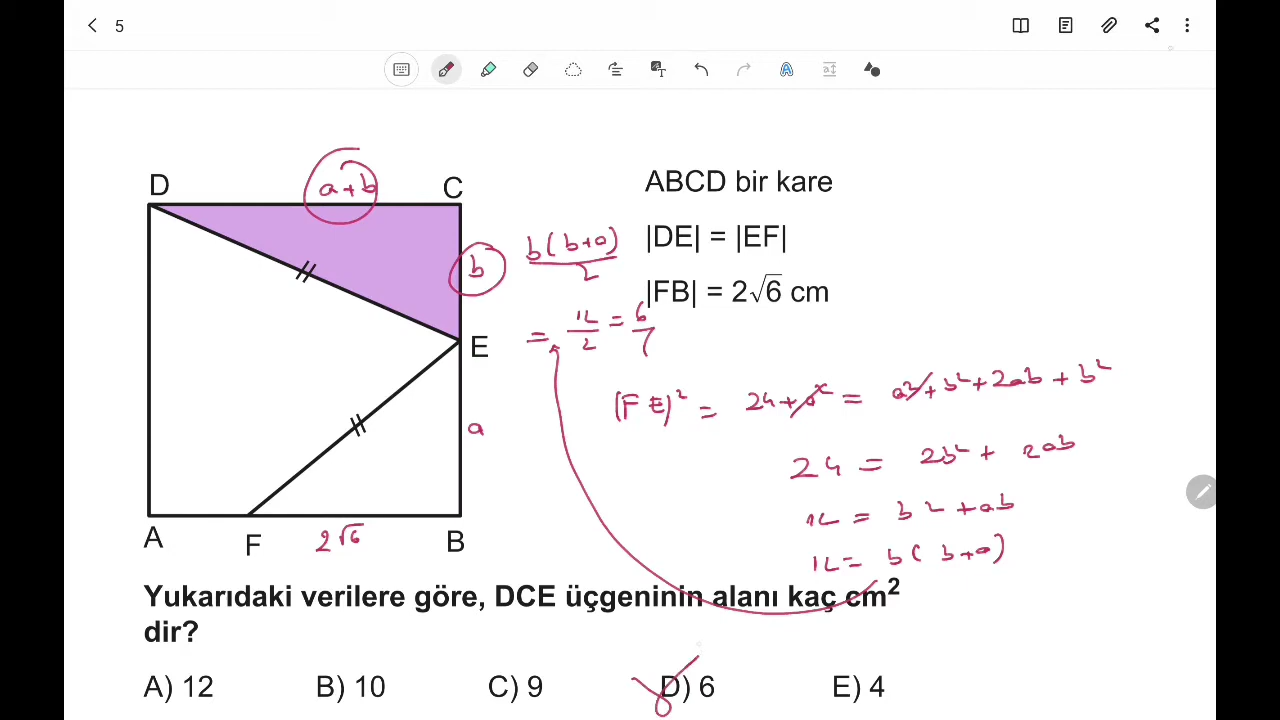 5
D
a+b
C
ABCD bir kare
b
b(b+a)
2
|DE| = |EF|
|FB| = 2√6 cm
= 12/2 = 6
E
(FE)² = 24 + a² = a² + b² + 2ab + b²
a
24 = 2b² + 2ab
12 = b² + ab
12 = b(b+a)
A
F
2√6
B
Yukarıdaki verilere göre, DCE üçgeninin alanı kaç cm²
dir?
A) 12 B) 10 C) 9 D) 6 E) 4